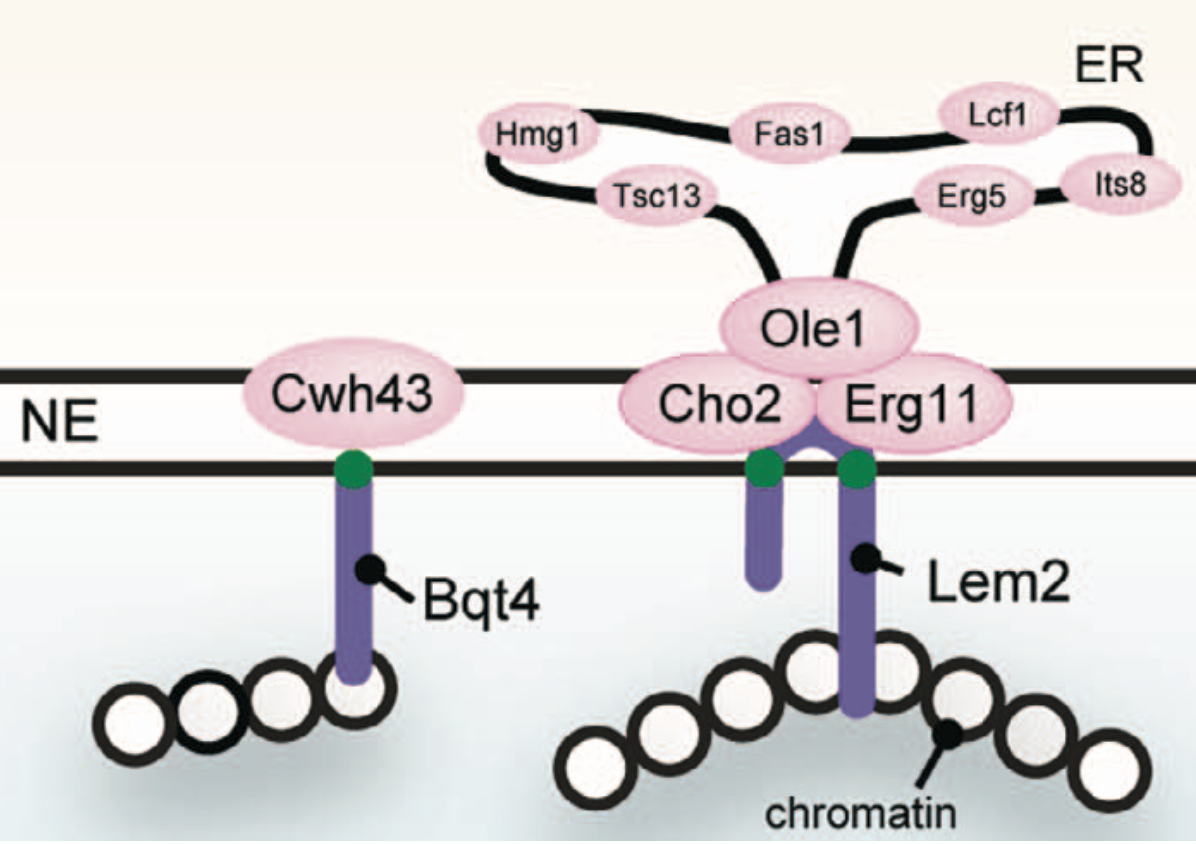 ER
Lcf1
Hmg1
Fas1
Tsc13
Erg5
Its8
Ole1
Cwh43
Cho2
Erg11
NE
Bqt4
Lem2
chromatin